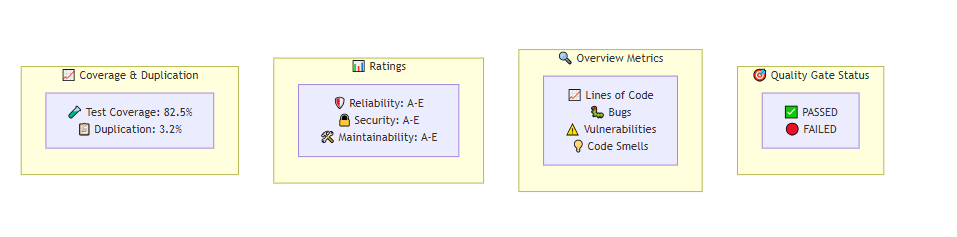 📈 Coverage & Duplication
🧪 Test Coverage: 82.5%
📋 Duplication: 3.2%
📊 Ratings
🛡️ Reliability: A-E
🔒 Security: A-E
🛠️ Maintainability: A-E
🔍 Overview Metrics
📈 Lines of Code
🐛 Bugs
⚠️ Vulnerabilities
💡 Code Smells
🎯 Quality Gate Status
✅ PASSED
🔴 FAILED